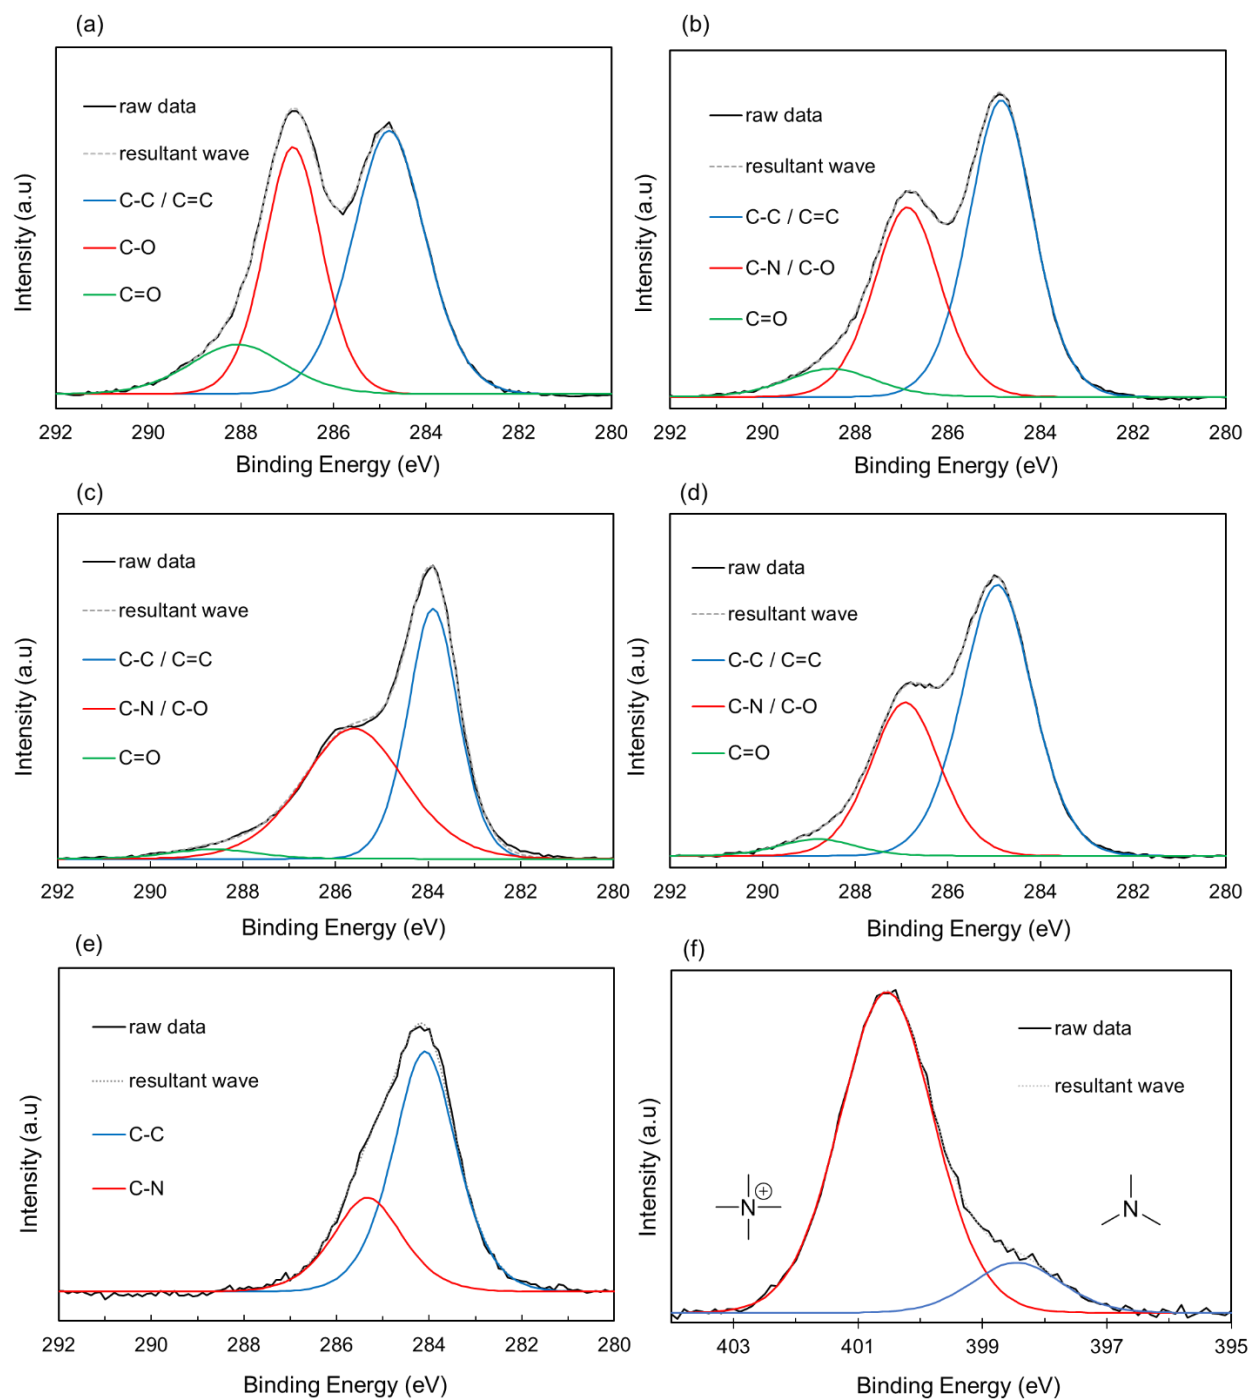 (a)
raw data
resultant wave
C-C / C=C
C-O
C=O
Intensity (a.u)
292 290 288 286 284 282 280
Binding Energy (eV)
(b)
raw data
resultant wave
C-C / C=C
C-N / C-O
C=O
Intensity (a.u)
292 290 288 286 284 282 280
Binding Energy (eV)
(c)
raw data
resultant wave
C-C / C=C
C-N / C-O
C=O
Intensity (a.u)
292 290 288 286 284 282 280
Binding Energy (eV)
(d)
raw data
resultant wave
C-C / C=C
C-N / C-O
C=O
Intensity (a.u)
292 290 288 286 284 282 280
Binding Energy (eV)
(e)
raw data
resultant wave
C-C
C-N
Intensity (a.u)
292 290 288 286 284 282 280
Binding Energy (eV)
(f)
raw data
resultant wave
N⊕
N
Intensity (a.u)
403 401 399 397 395
Binding Energy (eV)